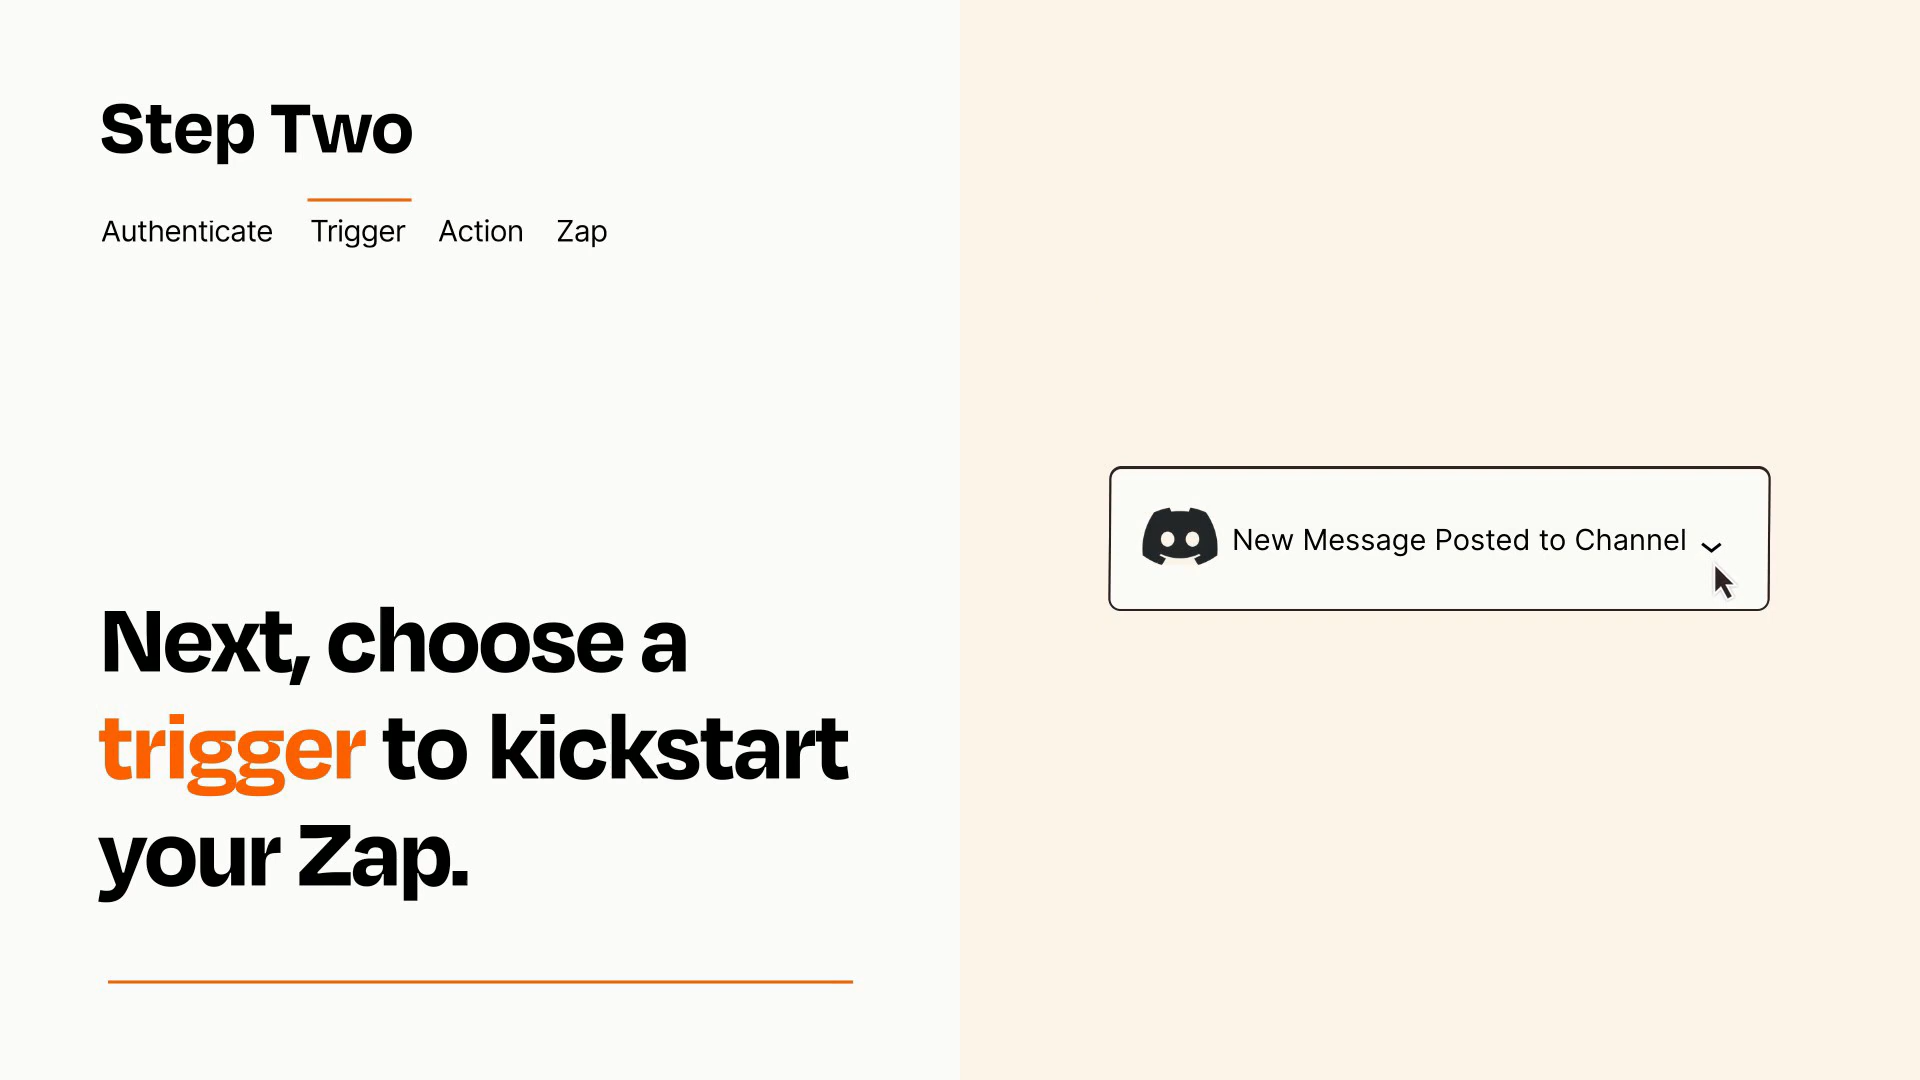 Step Two
Authenticate Trigger Action Zap
Next, choose a
trigger to kickstart
your Zap.
New Message Posted to Channel